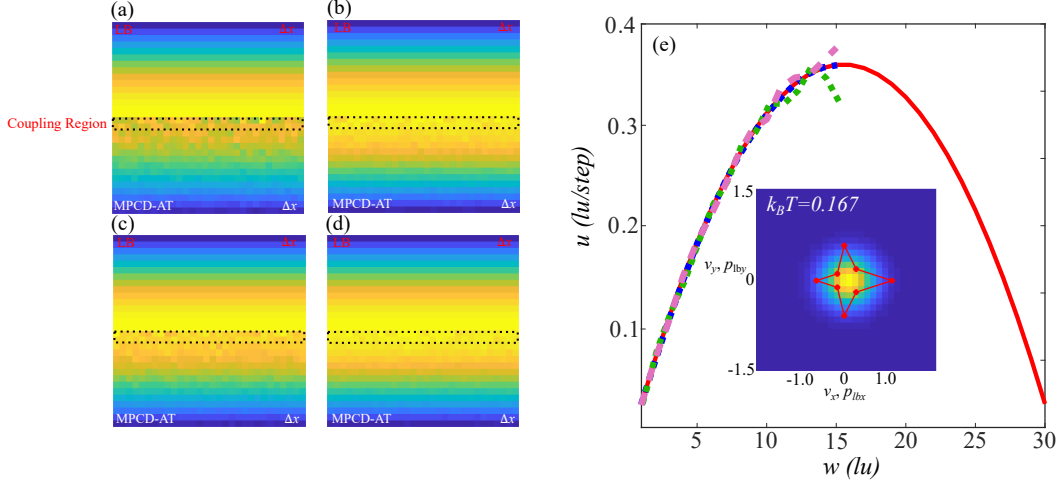 (a)
LB
Δx
MPCD-AT
Δx
(b)
LB
Δx
MPCD-AT
Δx
Coupling Region
(c)
LB
Δx
MPCD-AT
Δx
(d)
LB
Δx
MPCD-AT
Δx
(e)
u (lu/step)
0.4
0.3
0.2
0.1
5
10
15
20
25
30
w (lu)
k_BT=0.167
1.5
v_y, p_lby
0
-1.5
-1.0
0
1.0
v_x, p_lbx